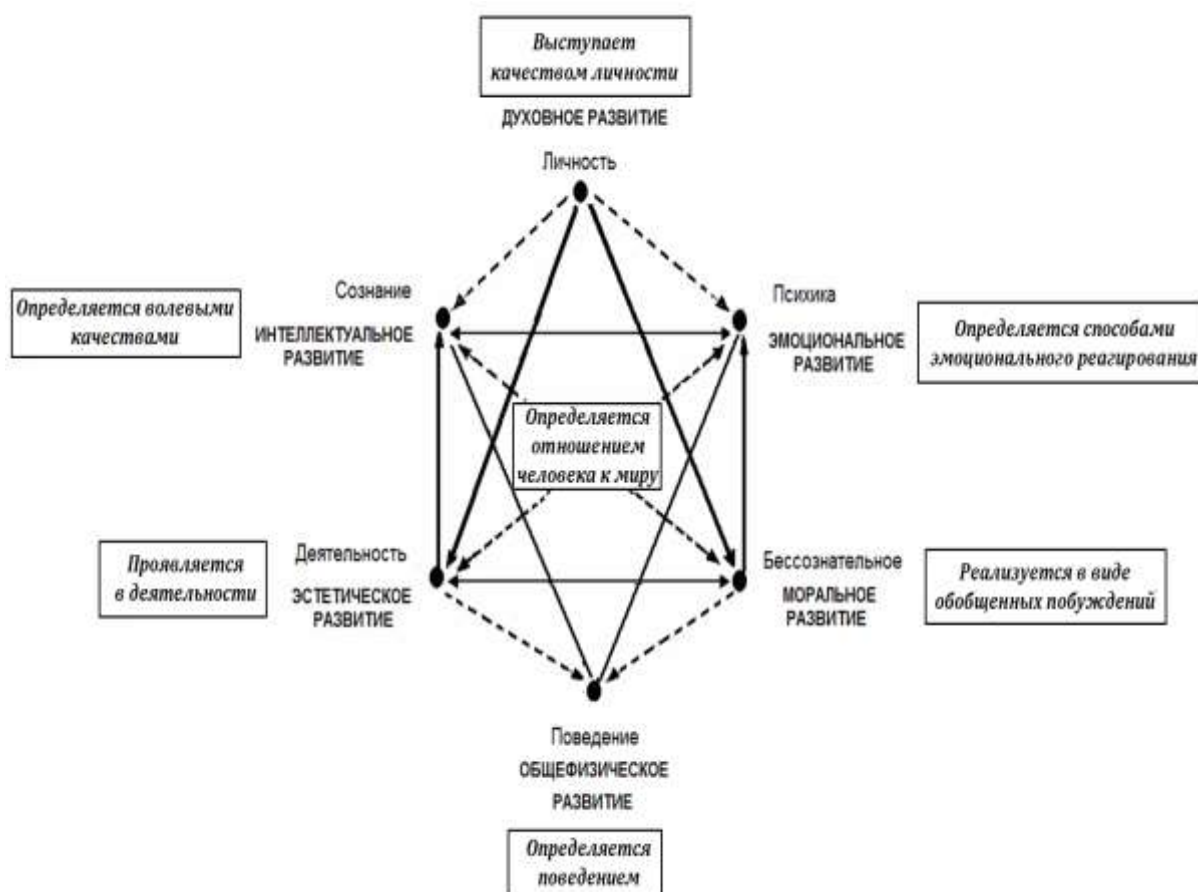 Выступает
качеством личности
ДУХОВНОЕ РАЗВИТИЕ
Личность
Сознание
Психика
Определяется волевыми
качествами
ИНТЕЛЛЕКТУАЛЬНОЕ
РАЗВИТИЕ
ЭМОЦИОНАЛЬНОЕ
РАЗВИТИЕ
Определяется способами
эмоционального реагирования
Определяется
отношением
человека к миру
Проявляется
в деятельности
Деятельность
ЭСТЕТИЧЕСКОЕ
РАЗВИТИЕ
Бессознательное
МОРАЛЬНОЕ
РАЗВИТИЕ
Реализуется в виде
обобщенных побуждений
Поведение
ОБЩЕФИЗИЧЕСКОЕ
РАЗВИТИЕ
Определяется
поведением